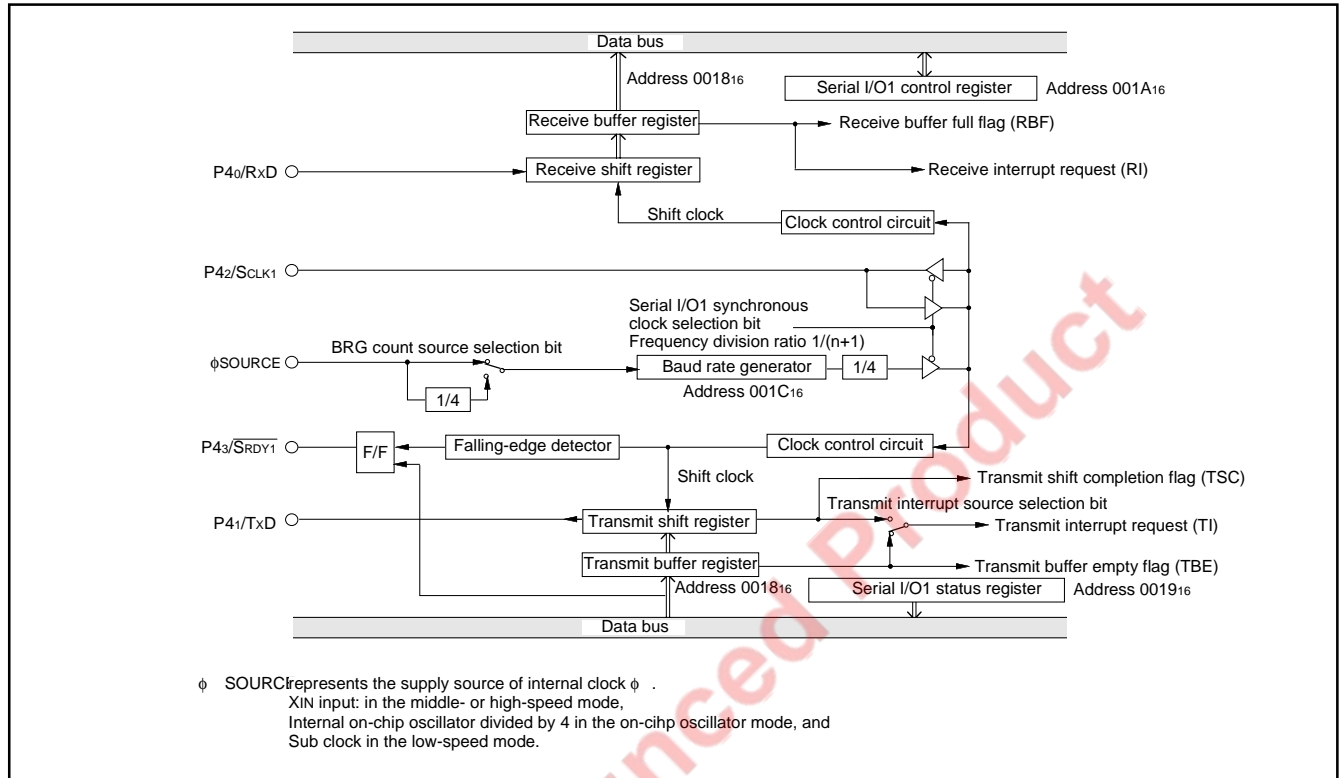 Data bus
Address 001816
Serial I/O1 control register
Address 001A16
Receive buffer register
Receive buffer full flag (RBF)
P40/RxD
Receive shift register
Receive interrupt request (RI)
Shift clock
Clock control circuit
P42/SCLK1
Serial I/O1 synchronous
clock selection bit
Frequency division ratio 1/(n+1)
BRG count source selection bit
φSOURCE
Baud rate generator
1/4
1/4
Address 001C16
P43/SRDY1
F/F
Falling-edge detector
Clock control circuit
Shift clock
Transmit shift completion flag (TSC)
Transmit interrupt source selection bit
P41/TxD
Transmit shift register
Transmit interrupt request (TI)
Transmit buffer register
Transmit buffer empty flag (TBE)
Address 001816
Serial I/O1 status register
Address 001916
Data bus
φ SOURCE represents the supply source of internal clock φ .
XIN input: in the middle- or high-speed mode,
Internal on-chip oscillator divided by 4 in the on-cihp oscillator mode, and
Sub clock in the low-speed mode.
unced Product